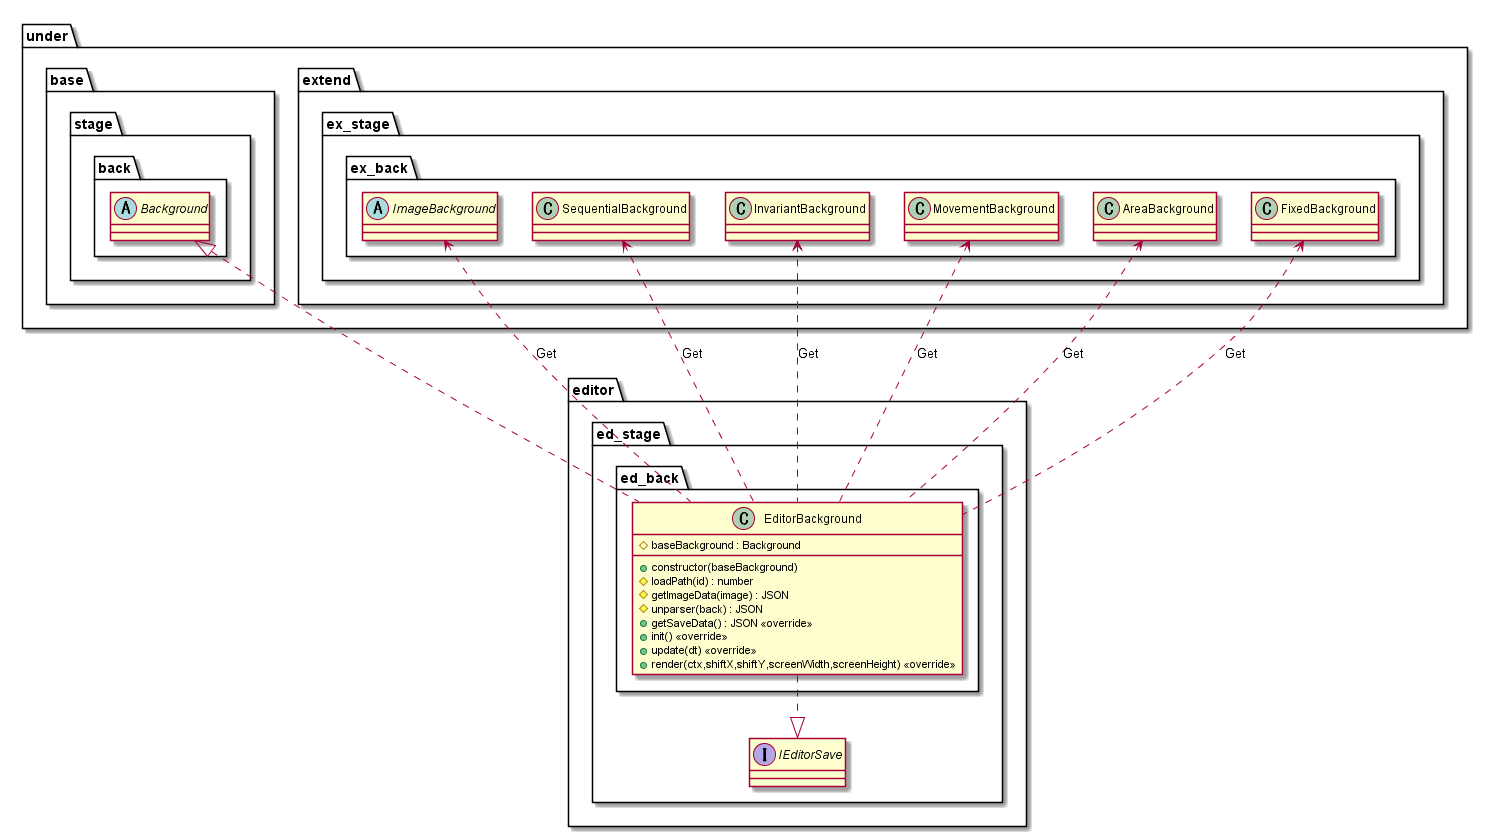 under
base
extend
stage
ex_stage
back
ex_back
A Background
A ImageBackground
C SequentialBackground
C InvariantBackground
C MovementBackground
C AreaBackground
C FixedBackground
Get
Get
Get
Get
Get
Get
editor
ed_stage
ed_back
C EditorBackground
baseBackground : Background
constructor(baseBackground)
loadPath(id) : number
getImageData(image) : JSON
unparser(back) : JSON
getSaveData() : JSON «override»
init() «override»
update(dt) «override»
render(ctx,shiftX,shiftY,screenWidth,screenHeight) «override»
I IEditorSave